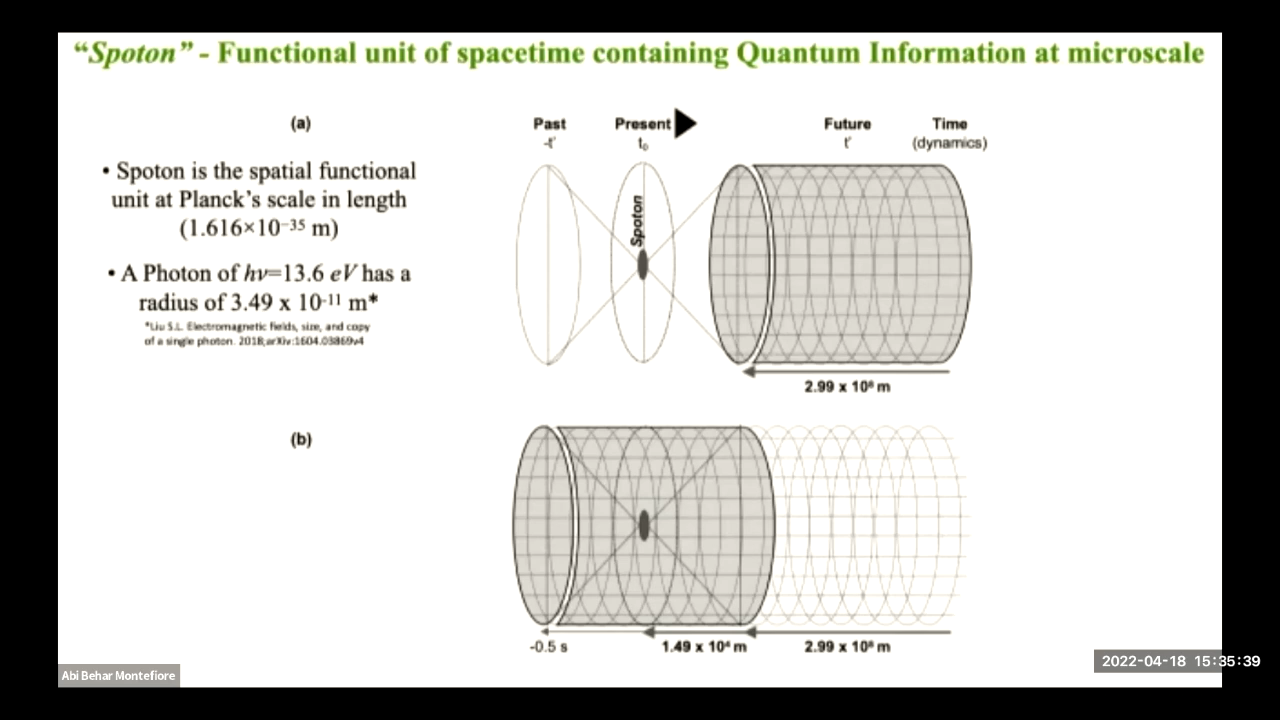 “Spoton” - Functional unit of spacetime containing Quantum Information at microscale
(a)
• Spoton is the spatial functional
unit at Planck’s scale in length
(1.616×10⁻³⁵ m)
• A Photon of hν=13.6 eV has a
radius of 3.49 x 10⁻¹¹ m*
*Liu S.L. Electromagnetic fields, size, and copy
of a single photon. 2018;arXiv:1604.03869v4
Past Present Future Time
-t' t₀ t' (dynamics)
Spoton
2.99 x 10⁸ m
(b)
-0.5 s 1.49 x 10⁴ m 2.99 x 10⁸ m
Abi Behar Montefiore
2022-04-18 15:35:39